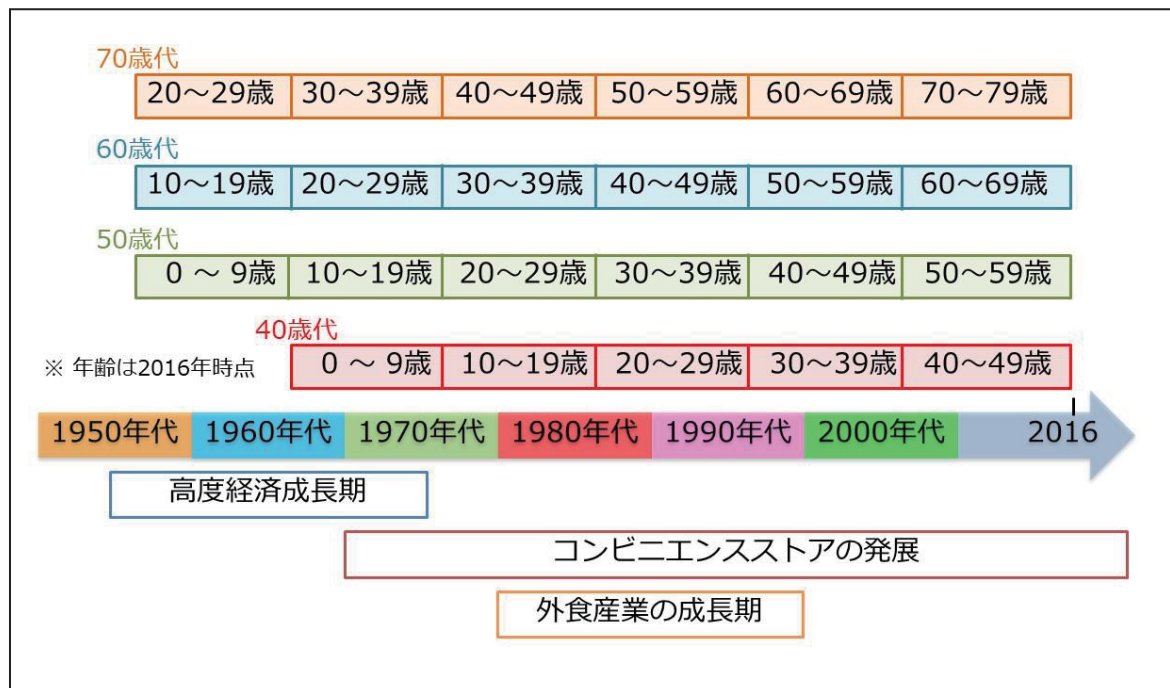 70歳代
20～29歳 30～39歳 40～49歳 50～59歳 60～69歳 70～79歳
60歳代
10～19歳 20～29歳 30～39歳 40～49歳 50～59歳 60～69歳
50歳代
0 ～ 9歳 10～19歳 20～29歳 30～39歳 40～49歳 50～59歳
40歳代
※ 年齢は2016年時点 0 ～ 9歳 10～19歳 20～29歳 30～39歳 40～49歳
1950年代 1960年代 1970年代 1980年代 1990年代 2000年代 2016
高度経済成長期
コンビニエンスストアの発展
外食産業の成長期